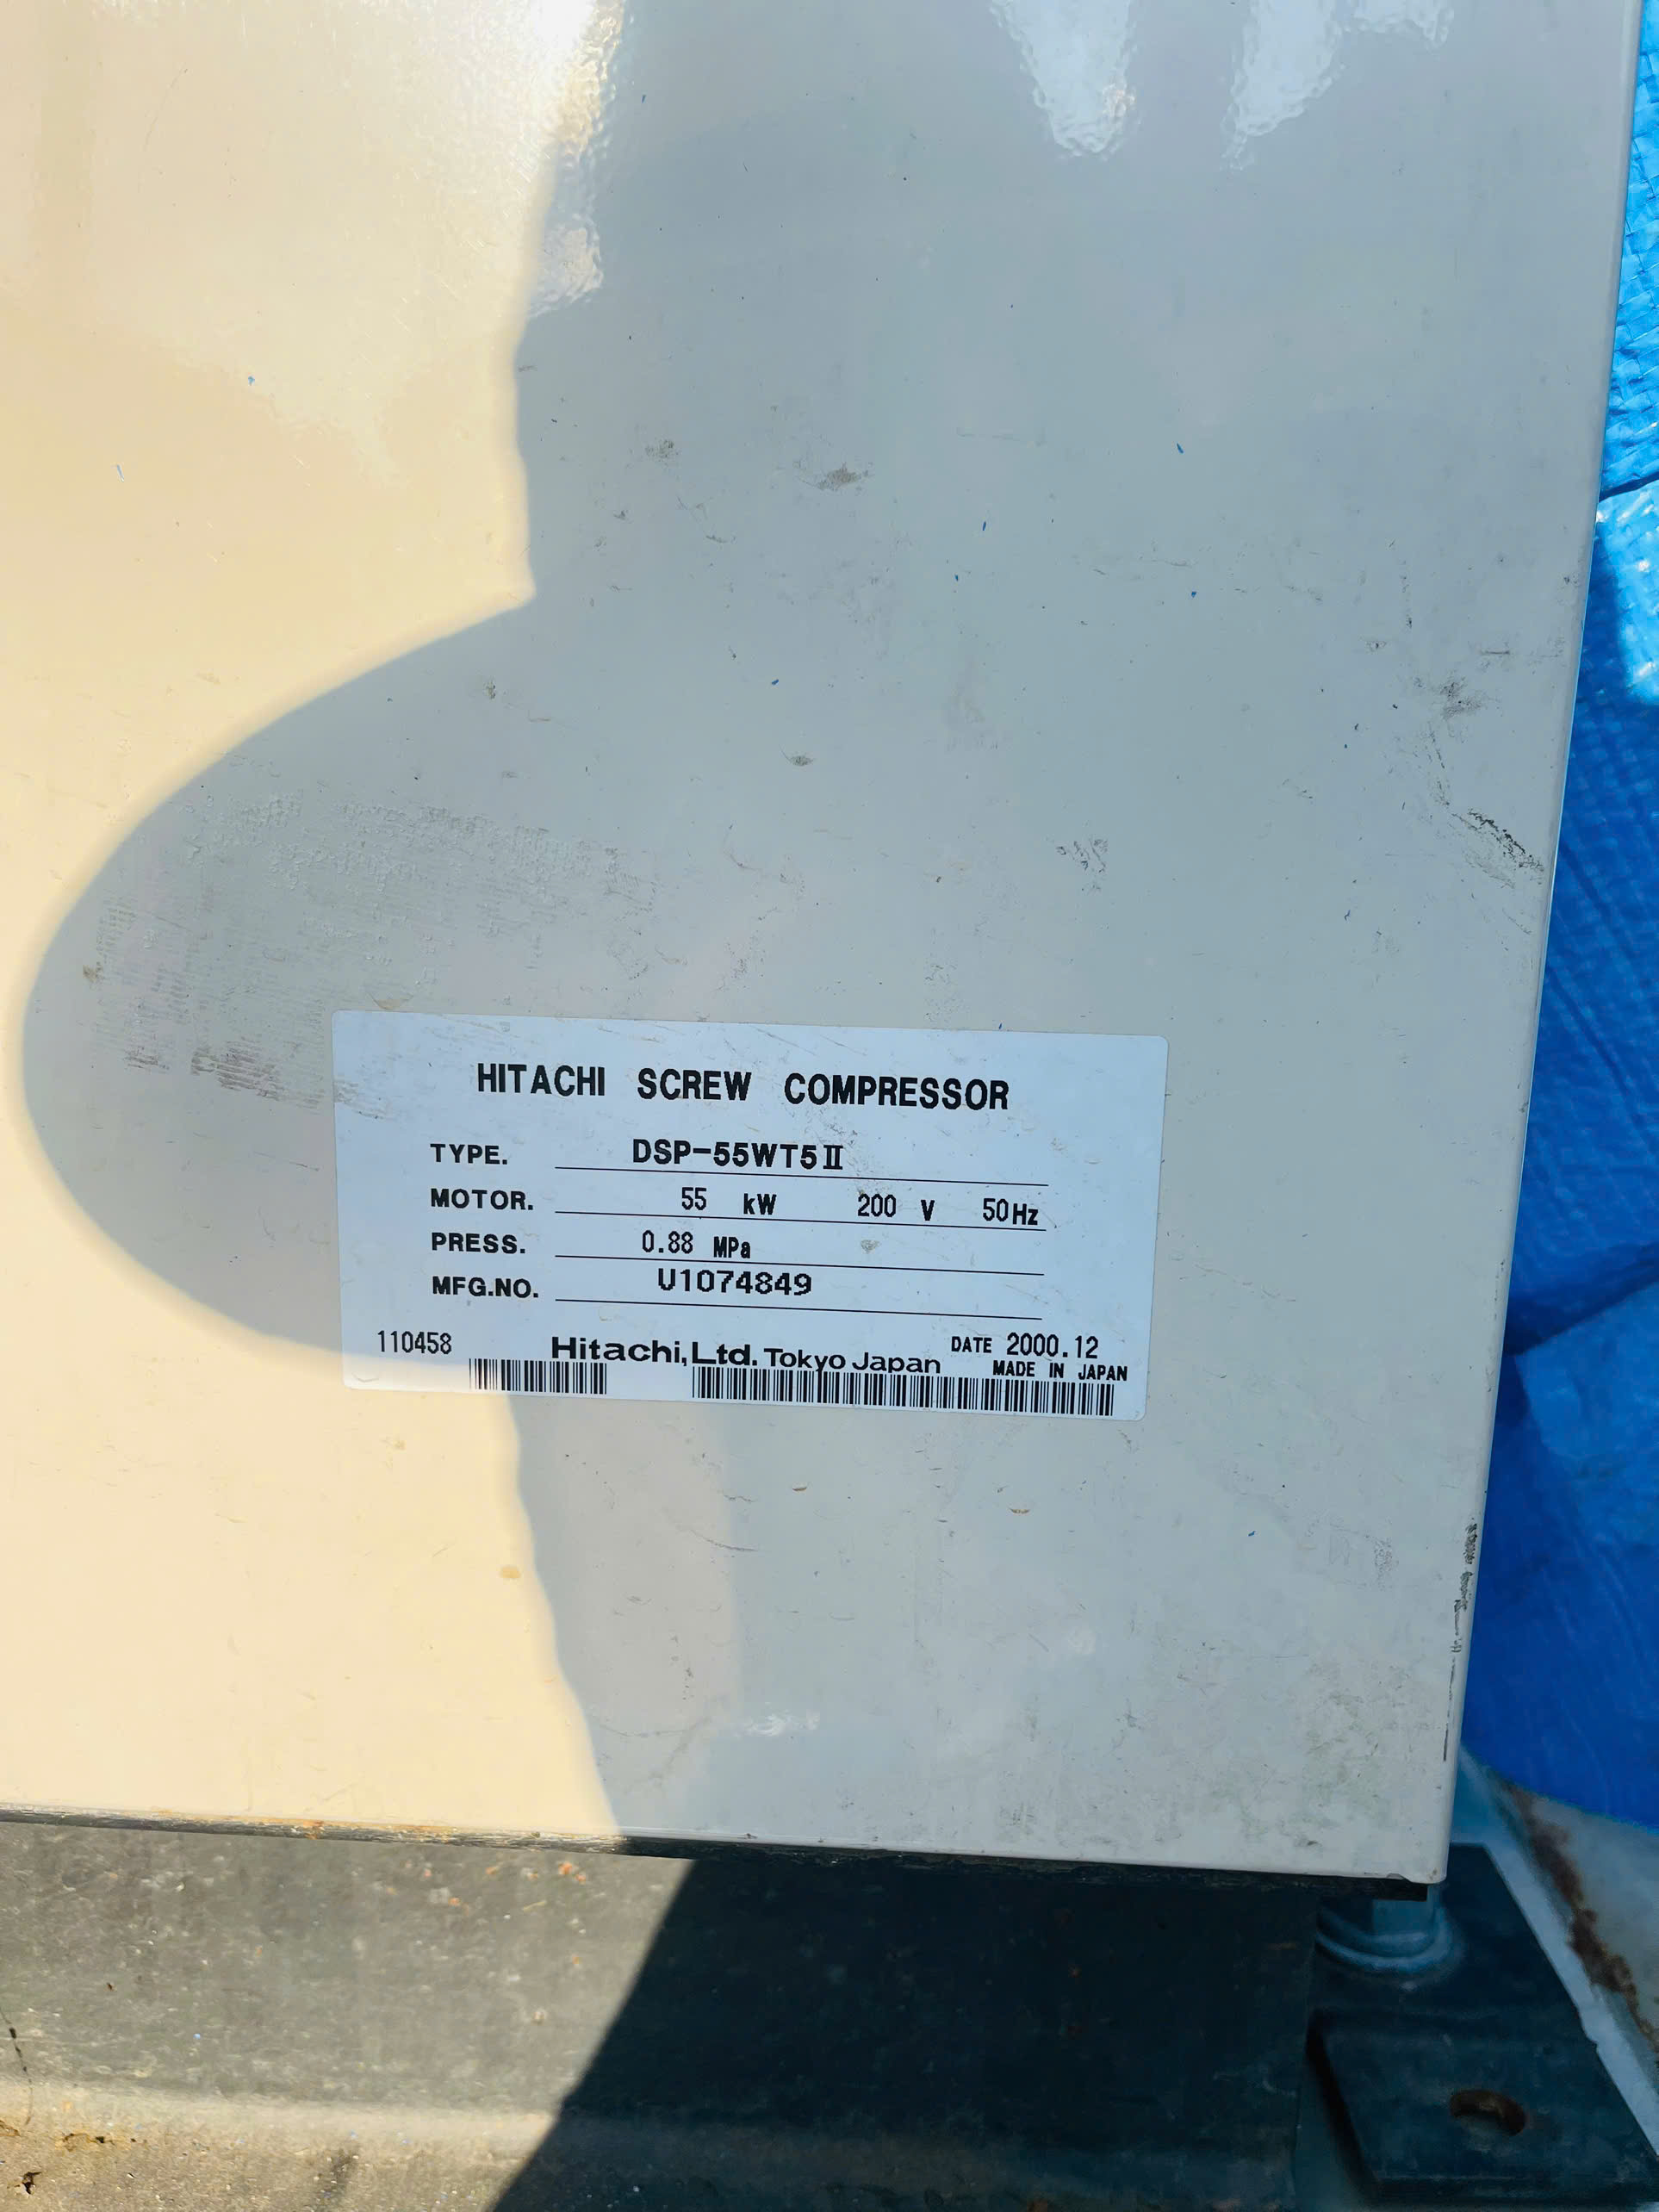 HITACHI SCREW COMPRESSOR
TYPE. DSP-55WT5Ⅱ
MOTOR. 55 kW 200 V 50Hz
PRESS. 0.88 MPa
MFG.NO. U1074849
110458 Hitachi,Ltd. Tokyo Japan DATE 2000.12
MADE IN JAPAN